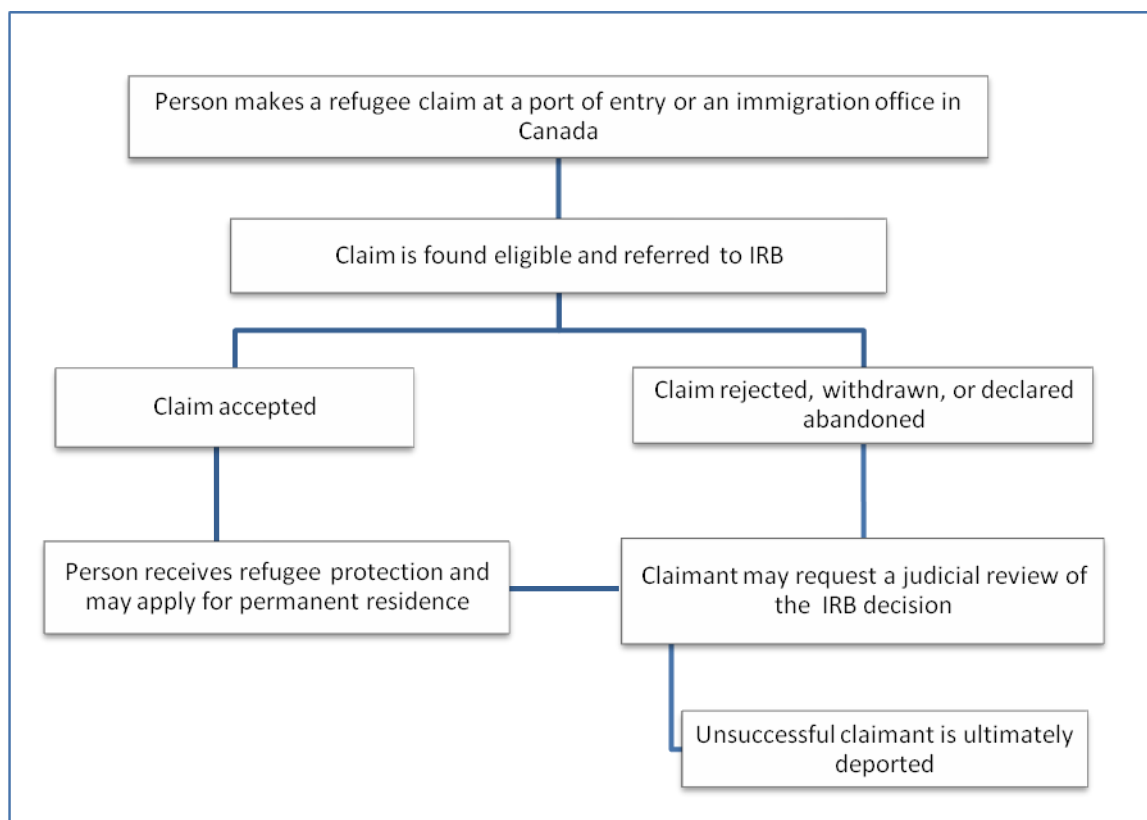 Person makes a refugee claim at a port of entry or an immigration office in
Canada
Claim is found eligible and referred to IRB
Claim accepted
Claim rejected, withdrawn, or declared
abandoned
Person receives refugee protection and
may apply for permanent residence
Claimant may request a judicial review of
the IRB decision
Unsuccessful claimant is ultimately
deported